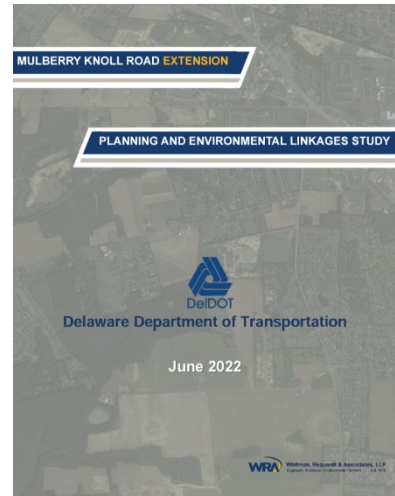 MULBERRY KNOLL ROAD EXTENSION
PLANNING AND ENVIRONMENTAL LINKAGES STUDY
DelDOT
Delaware Department of Transportation
June 2022
WRA
Whitman, Requardt & Associates, LLP
Engineers